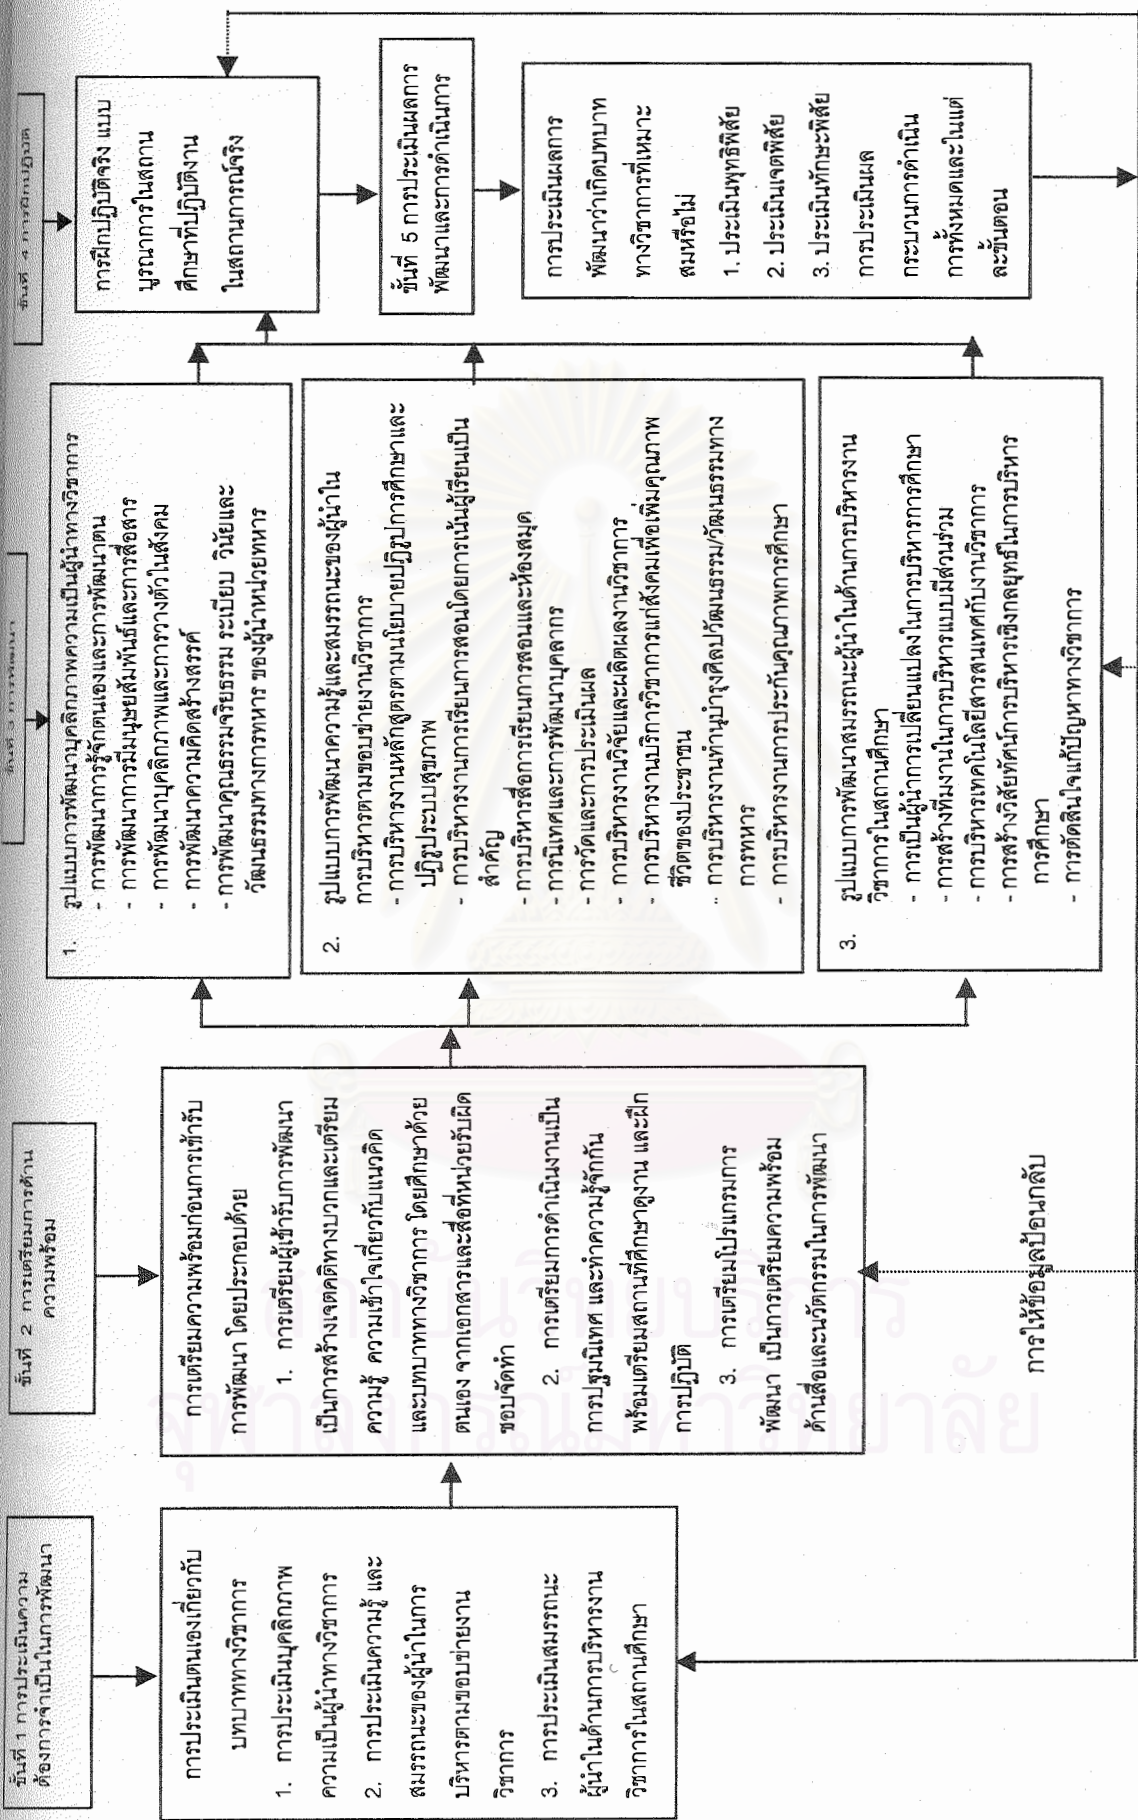 ขั้นที่ 1 การประเมินความ
ต้องการจำเป็นในการพัฒนา
การประเมินตนเองเกี่ยวกับ
บทบาททางวิชาการ
1. การประเมินบุคลิกภาพ
ความเป็นผู้นำทางวิชาการ
2. การประเมินความรู้ และ
สมรรถนะของผู้นำในการ
บริหารตามขอบข่ายงาน
วิชาการ
3. การประเมินสมรรถนะ
ผู้นำในด้านการบริหารงาน
วิชาการในสถานศึกษา
ขั้นที่ 2 การเตรียมการด้าน
ความพร้อม
การเตรียมความพร้อมก่อนการเข้ารับ
การพัฒนา โดยประกอบด้วย
1. การเตรียมผู้เข้ารับการพัฒนา
เป็นการสร้างเจตคติทางบวกและเตรียม
ความรู้ ความเข้าใจเกี่ยวกับแนวคิด
และบทบาททางวิชาการ โดยศึกษาด้วย
ตนเอง จากเอกสารและสื่อที่หน่วยรับผิด
ชอบจัดทำ
2. การเตรียมการดำเนินงานเป็น
การปฐมนิเทศ และทำความรู้จักกัน
พร้อมเตรียมสถานที่ศึกษาดูงาน และฝึก
การปฏิบัติ
3. การเตรียมโปรแกรมการ
พัฒนา เป็นการเตรียมความพร้อม
ด้านสื่อและนวัตกรรมในการพัฒนา
ขั้นที่ 3 การพัฒนา
1. รูปแบบการพัฒนาบุคลิกภาพความเป็นผู้นำทางวิชาการ
- การพัฒนาการรู้จักตนเองและการพัฒนาตน
- การพัฒนาการมีมนุษยสัมพันธ์และการสื่อสาร
- การพัฒนาบุคลิกภาพและการวางตัวในสังคม
- การพัฒนาความคิดสร้างสรรค์
- การพัฒนาคุณธรรมจริยธรรม ระเบียบ วินัยและ
วัฒนธรรมทางการทหาร ของผู้นำหน่วยทหาร
2. รูปแบบการพัฒนาความรู้และสมรรถนะของผู้นำใน
การบริหารตามขอบข่ายงานวิชาการ
- การบริหารงานหลักสูตรตามนโยบายปฏิรูปการศึกษาและ
ปฏิรูประบบสุขภาพ
- การบริหารงานการเรียนการสอนโดยการเน้นผู้เรียนเป็น
สำคัญ
- การบริหารสื่อการเรียนการสอนและห้องสมุด
- การนิเทศและการพัฒนาบุคลากร
- การวัดและการประเมินผล
- การบริหารงานวิจัยและผลิตผลงานวิชาการ
- การบริหารงานบริการวิชาการแก่สังคมเพื่อเพิ่มคุณภาพ
ชีวิตของประชาชน
.. การบริหารงานทำนุบำรุงศิลปวัฒนธรรม/วัฒนธรรมทาง
การทหาร
- การบริหารงานการประกันคุณภาพการศึกษา
3. รูปแบบการพัฒนาสมรรถนะผู้นำในด้านการบริหารงาน
วิชาการในสถานศึกษา
- การเป็นผู้นำการเปลี่ยนแปลงในการบริหารการศึกษา
- การสร้างทีมงานในการบริหารแบบมีส่วนร่วม
- การบริหารเทคโนโลยีสารสนเทศกับงานวิชาการ
- การสร้างวิสัยทัศน์การบริหารเชิงกลยุทธ์ในการบริหาร
การศึกษา
- การตัดสินใจแก้ปัญหาทางวิชาการ
ขั้นที่ 4 การฝึกปฏิบัติ
การฝึกปฏิบัติจริง แบบ
บูรณาการในสถาน
ศึกษาที่ปฏิบัติงาน
ในสถานการณ์จริง
ขั้นที่ 5 การประเมินผลการ
พัฒนาและการดำเนินการ
การประเมินผลการ
พัฒนาว่าเกิดบทบาท
ทางวิชาการที่เหมาะ
สมหรือไม่
1. ประเมินพุทธิพิสัย
2. ประเมินเจตพิสัย
3. ประเมินทักษะพิสัย
การประเมินผล
กระบวนการดำเนิน
การทั้งหมดและในแต่
ละขั้นตอน
การให้ข้อมูลป้อนกลับ
สถาบันวิทยบริการ
จุฬาลงกรณ์มหาวิทยาลัย